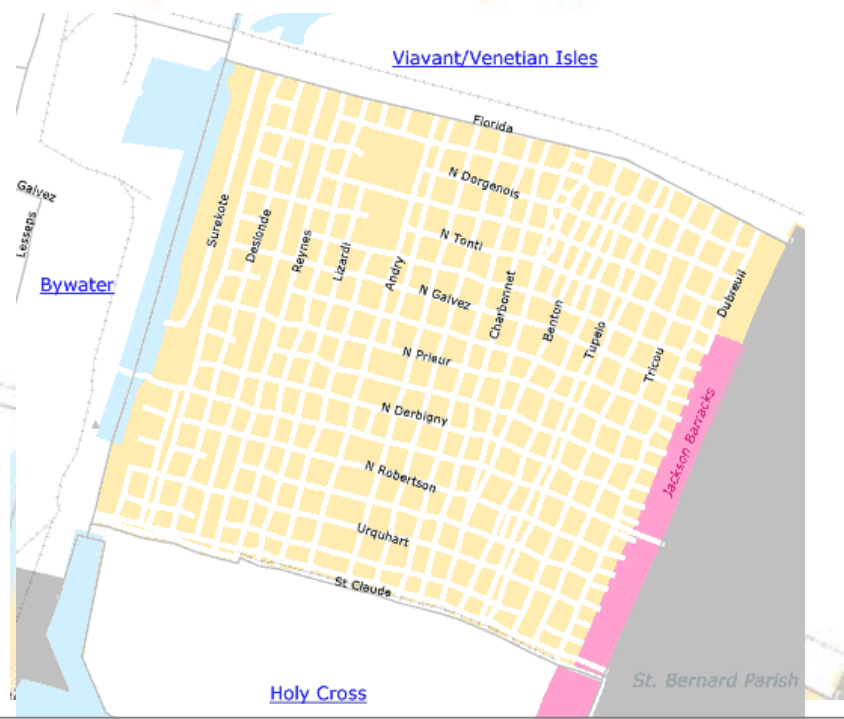 Viavant/Venetian Isles
Florida
N Dorgenois
Galvez
Lesseps
Surekote
Deslonde
Reynes
Lizardi
Andry
N Tonti
N Galvez
Charbonnet
Benton
Tupelo
Tricou
Dubreuil
Bywater
N Prieur
N Derbigny
Jackson Barracks
N Robertson
Urquhart
St Claude
Holy Cross
St. Bernard Parish